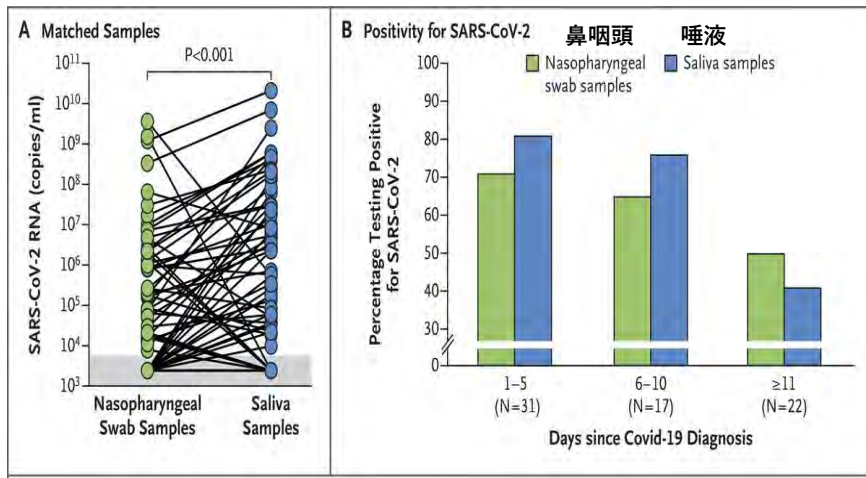 A Matched Samples
P<0.001
SARS-CoV-2 RNA (copies/ml)
10¹¹
10¹⁰
10⁹
10⁸
10⁷
10⁶
10⁵
10⁴
10³
Nasopharyngeal
Swab Samples
Saliva
Samples
B Positivity for SARS-CoV-2
鼻咽頭 唾液
Nasopharyngeal
swab samples
Saliva samples
Percentage Testing Positive
for SARS-CoV-2
100
90
80
70
60
50
40
30
0
1–5
(N=31)
6–10
(N=17)
≥11
(N=22)
Days since Covid-19 Diagnosis